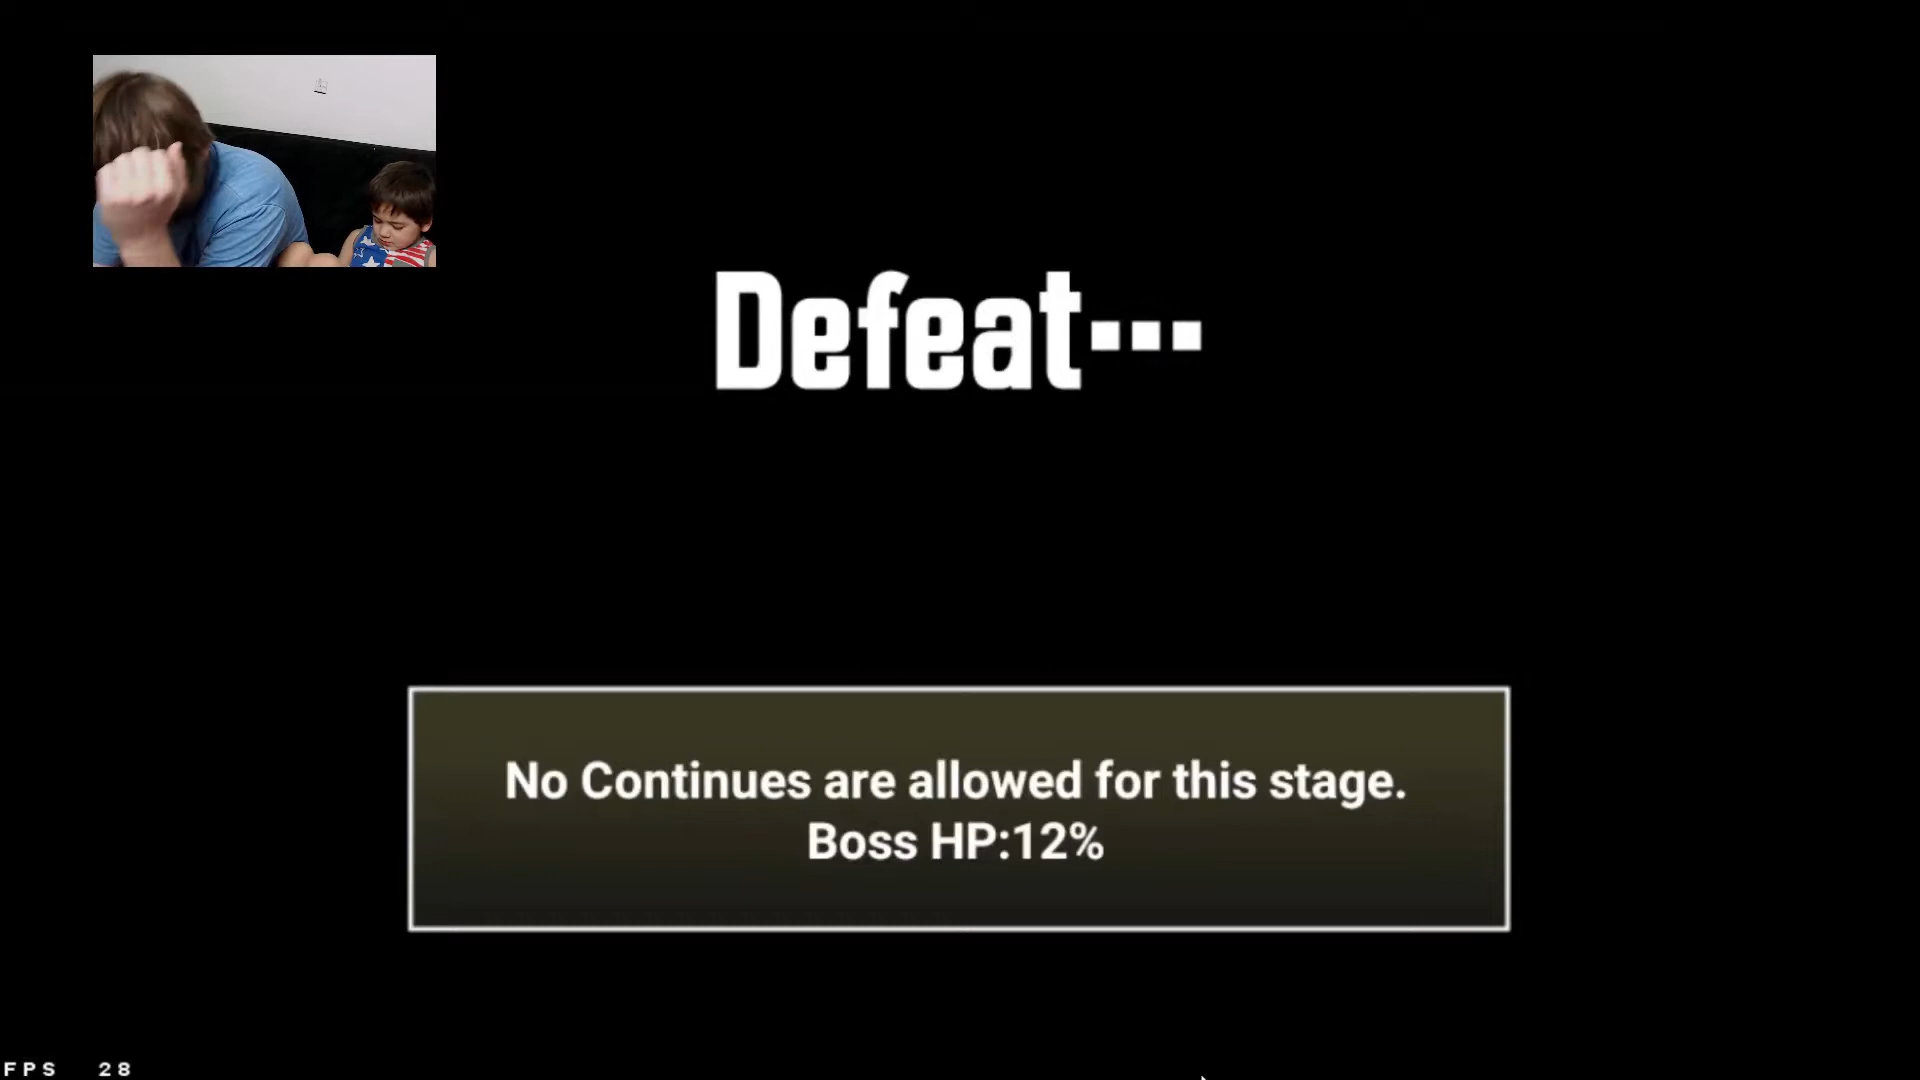 Defeat...
No Continues are allowed for this stage.
Boss HP:12%
FPS 28